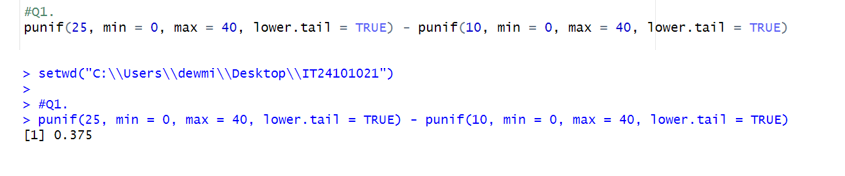 #Q1.
punif(25, min = 0, max = 40, lower.tail = TRUE) - punif(10, min = 0, max = 40, lower.tail = TRUE)
> setwd("C:\\Users\\dewmi\\Desktop\\IT24101021")
>
> #Q1.
> punif(25, min = 0, max = 40, lower.tail = TRUE) - punif(10, min = 0, max = 40, lower.tail = TRUE)
[1] 0.375